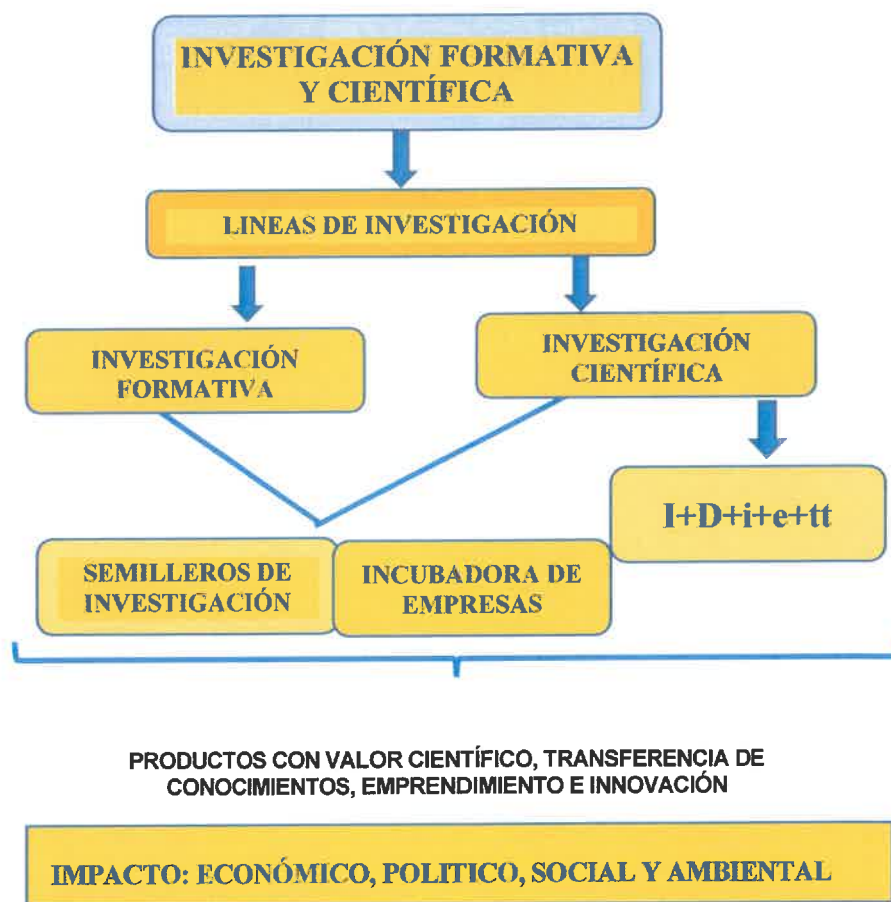 INVESTIGACIÓN FORMATIVA
Y CIENTÍFICA
LINEAS DE INVESTIGACIÓN
INVESTIGACIÓN
FORMATIVA
INVESTIGACIÓN
CIENTÍFICA
I+D+i+e+tt
SEMILLEROS DE
INVESTIGACIÓN
INCUBADORA DE
EMPRESAS
PRODUCTOS CON VALOR CIENTÍFICO, TRANSFERENCIA DE
CONOCIMIENTOS, EMPRENDIMIENTO E INNOVACIÓN
IMPACTO: ECONÓMICO, POLITICO, SOCIAL Y AMBIENTAL